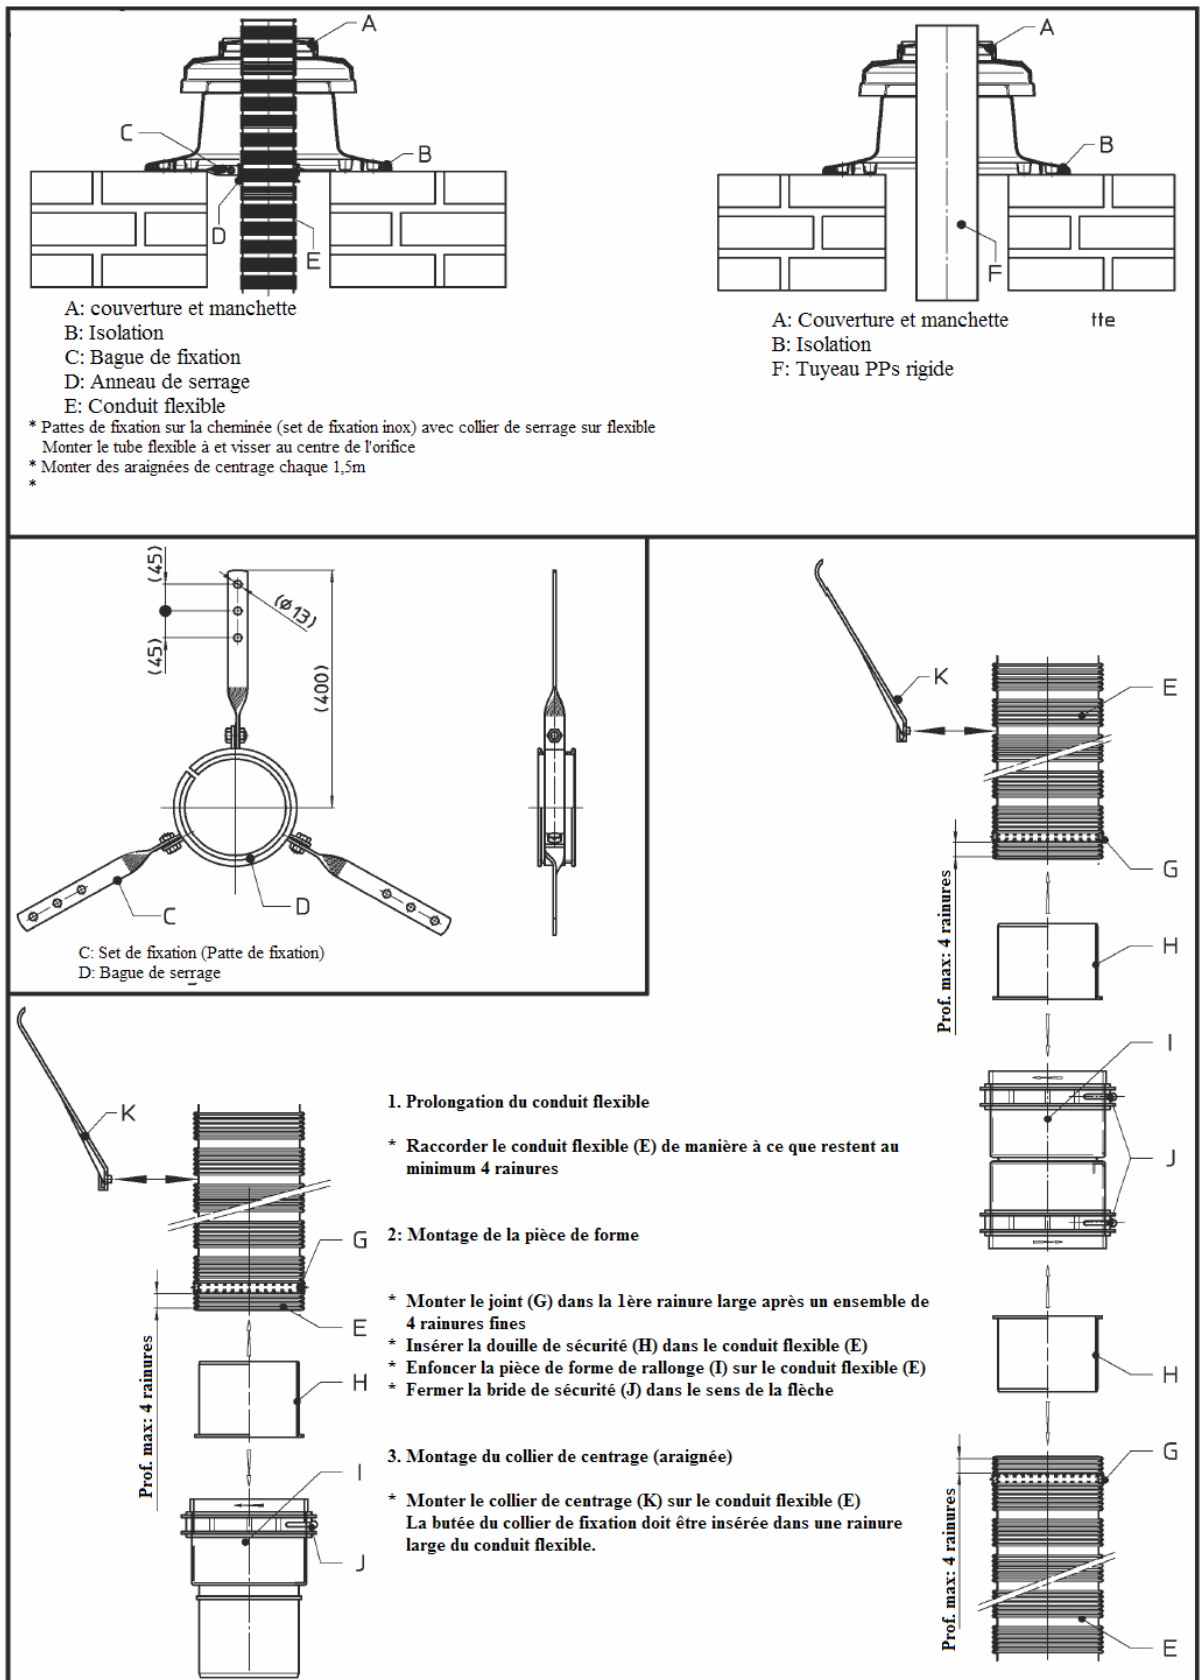 A
C
B
D
E
A: couverture et manchette
B: Isolation
C: Bague de fixation
D: Anneau de serrage
E: Conduit flexible
* Pattes de fixation sur la cheminée (set de fixation inox) avec collier de serrage sur flexible
Monter le tube flexible à et visser au centre de l'orifice
* Monter des araignées de centrage chaque 1,5m
*
A
B
F
A: Couverture et manchette
tte
B: Isolation
F: Tuyeau PPs rigide
(45)
(45)
(ø13)
(400)
C
D
C: Set de fixation (Patte de fixation)
D: Bague de serrage
K
E
G
Prof. max: 4 rainures
H
I
J
H
G
Prof. max: 4 rainures
E
K
G
E
Prof. max: 4 rainures
H
I
J
1. Prolongation du conduit flexible
* Raccorder le conduit flexible (E) de manière à ce que restent au
minimum 4 rainures
2: Montage de la pièce de forme
* Monter le joint (G) dans la 1ère rainure large après un ensemble de
4 rainures fines
* Insérer la douille de sécurité (H) dans le conduit flexible (E)
* Enfoncer la pièce de forme de rallonge (I) sur le conduit flexible (E)
* Fermer la bride de sécurité (J) dans le sens de la flèche
3. Montage du collier de centrage (araignée)
* Monter le collier de centrage (K) sur le conduit flexible (E)
La butée du collier de fixation doit être insérée dans une rainure
large du conduit flexible.